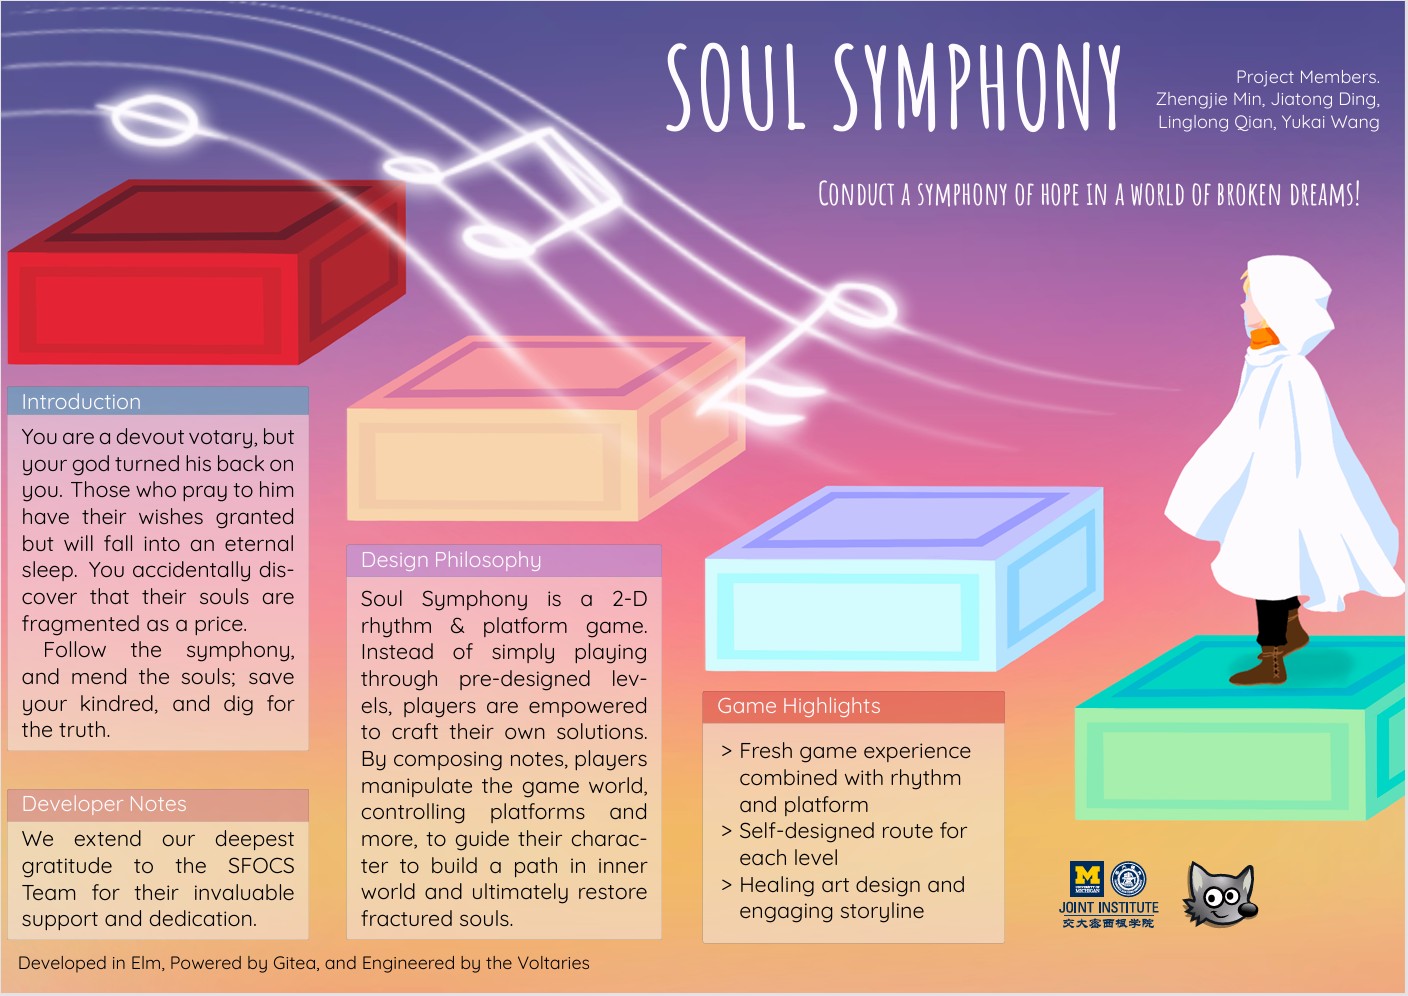 SOUL SYMPHONY
Project Members.
Zhengjie Min, Jiatong Ding,
Linglong Qian, Yukai Wang
CONDUCT A SYMPHONY OF HOPE IN A WORLD OF BROKEN DREAMS!
Introduction
You are a devout votary, but
your god turned his back on
you. Those who pray to him
have their wishes granted
but will fall into an eternal
sleep. You accidentally dis-
cover that their souls are
fragmented as a price.
Follow the symphony,
and mend the souls; save
your kindred, and dig for
the truth.
Developer Notes
We extend our deepest
gratitude to the SFOCS
Team for their invaluable
support and dedication.
Design Philosophy
Soul Symphony is a 2-D
rhythm & platform game.
Instead of simply playing
through pre-designed lev-
els, players are empowered
to craft their own solutions.
By composing notes, players
manipulate the game world,
controlling platforms and
more, to guide their charac-
ter to build a path in inner
world and ultimately restore
fractured souls.
Game Highlights
> Fresh game experience
combined with rhythm
and platform
> Self-designed route for
each level
> Healing art design and
engaging storyline
M
UNIVERSITY OF
MICHIGAN
JOINT INSTITUTE
交大密西根学院
Developed in Elm, Powered by Gitea, and Engineered by the Voltaries